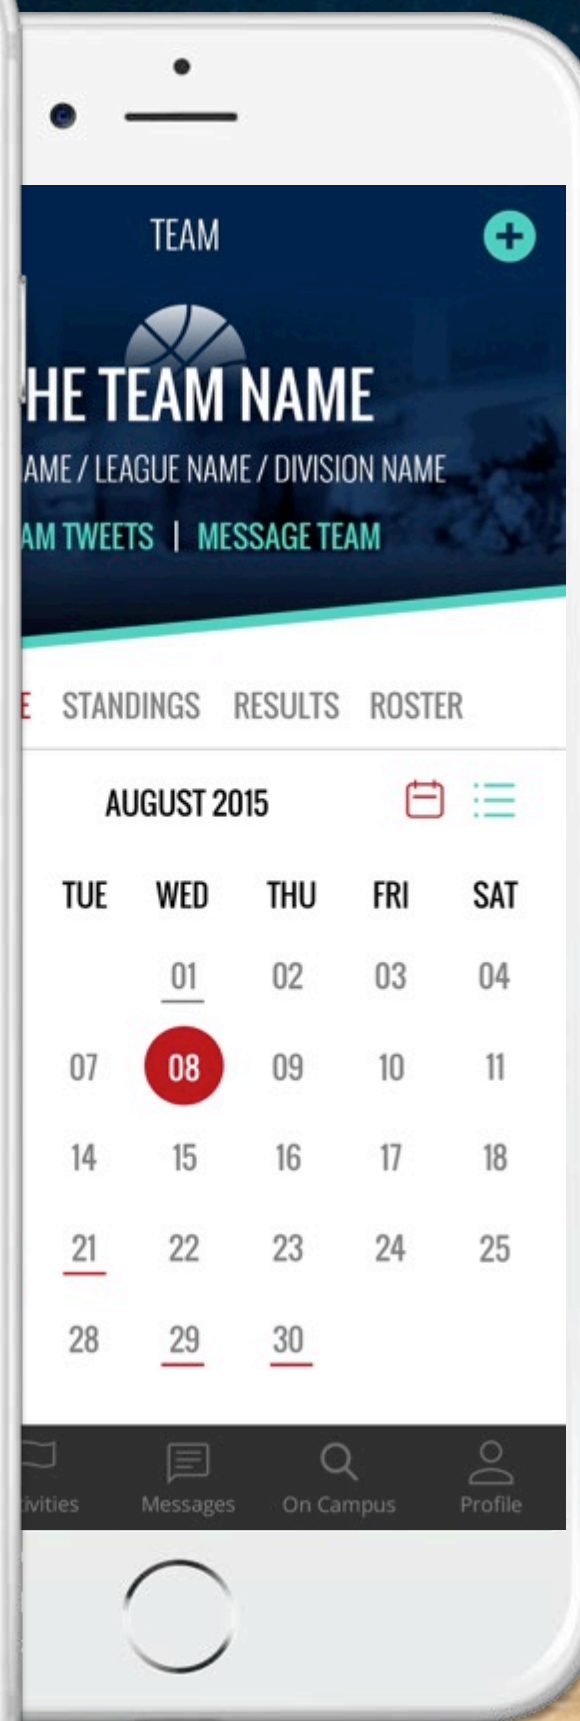 TEAM
HE TEAM NAME
AME / LEAGUE NAME / DIVISION NAME
AM TWEETS | MESSAGE TEAM
E STANDINGS RESULTS ROSTER
AUGUST 2015
TUE WED THU FRI SAT
01 02 03 04
07 08 09 10 11
14 15 16 17 18
21 22 23 24 25
28 29 30
ivities Messages On Campus Profile